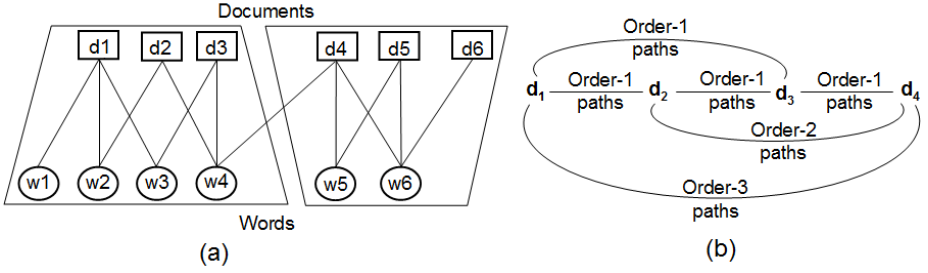 Documents
d1 d2 d3 d4 d5 d6
w1 w2 w3 w4 w5 w6
Words
(a)
Order-1
paths
d1 Order-1 paths d2 Order-1 paths d3 Order-1 paths d4
Order-2
paths
Order-3
paths
(b)